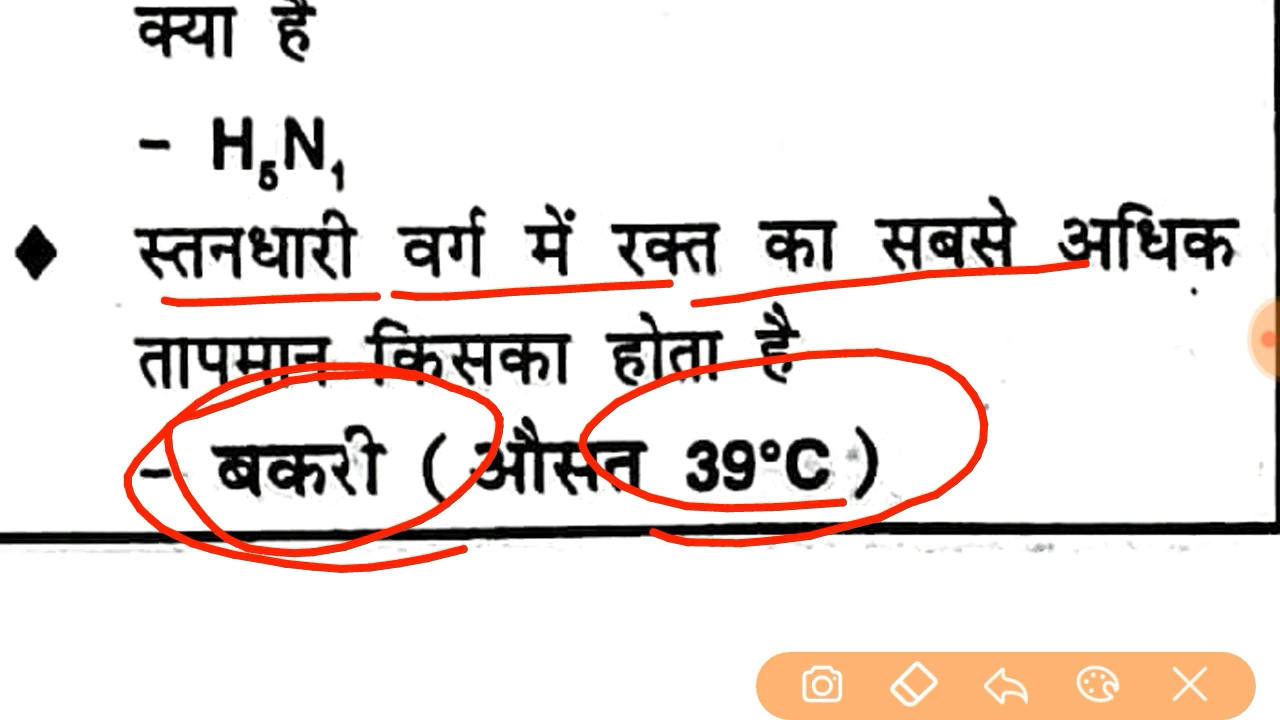 क्या है
– H₅N₁
◆ स्तनधारी वर्ग में रक्त का सबसे अधिक
तापमान किसका होता है
– बकरी ( औसत 39°C )